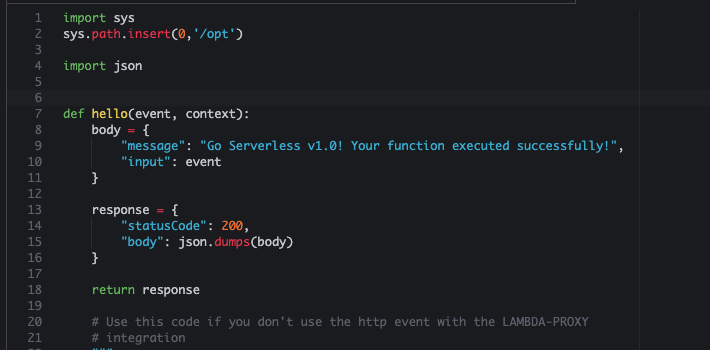 1 import sys
2 sys.path.insert(0,'/opt')
3
4 import json
5
6
7 def hello(event, context):
8     body = {
9         "message": "Go Serverless v1.0! Your function executed successfully!",
10         "input": event
11     }
12
13     response = {
14         "statusCode": 200,
15         "body": json.dumps(body)
16     }
17
18     return response
19
20     # Use this code if you don't use the http event with the LAMBDA-PROXY
21     # integration